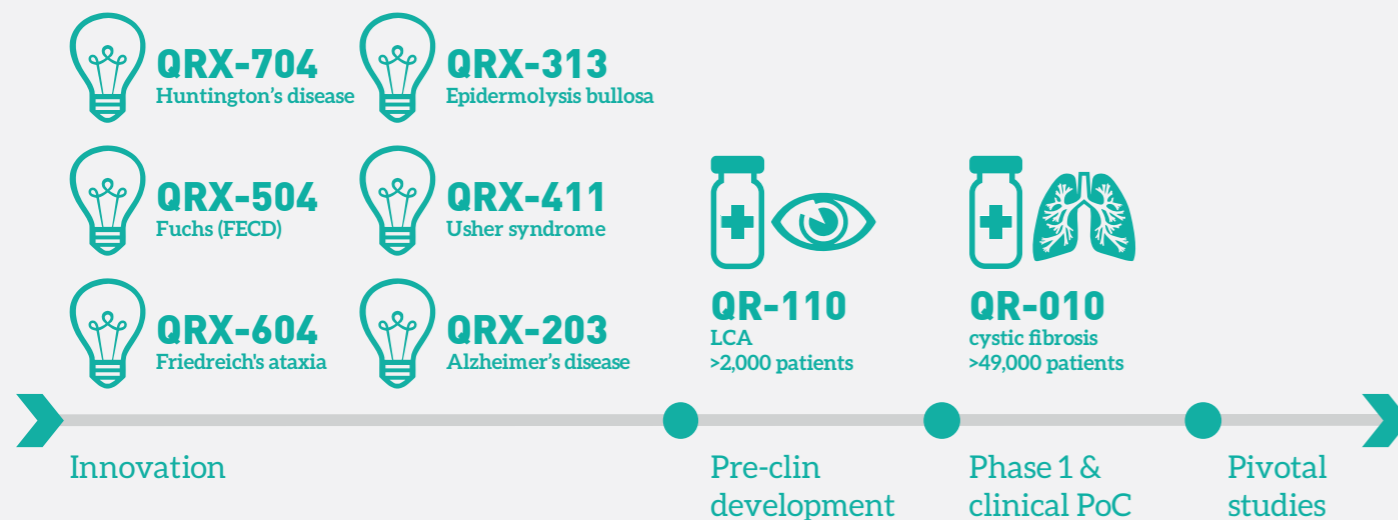 QRX-704
Huntington’s disease
QRX-313
Epidermolysis bullosa
QRX-504
Fuchs (FECD)
QRX-411
Usher syndrome
QRX-604
Friedreich's ataxia
QRX-203
Alzheimer’s disease
QR-110
LCA
>2,000 patients
QR-010
cystic fibrosis
>49,000 patients
Innovation
Pre-clin
development
Phase 1 &
clinical PoC
Pivotal
studies